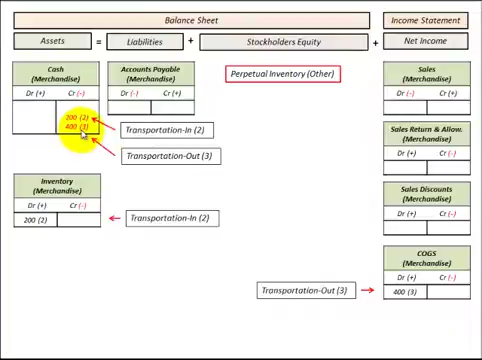 Balance Sheet
Income Statement
Assets
=
Liabilities
+
Stockholders Equity
+
Net Income
Cash
(Merchandise)
Dr (+) Cr (-)
200 (2)
400 (3)
Accounts Payable
(Merchandise)
Dr (-) Cr (+)
Perpetual Inventory (Other)
Transportation-In (2)
Transportation-Out (3)
Inventory
(Merchandise)
Dr (+) Cr (-)
200 (2)
Transportation-In (2)
Sales
(Merchandise)
Dr (-) Cr (+)
Sales Return & Allow.
(Merchandise)
Dr (+) Cr (-)
Sales Discounts
(Merchandise)
Dr (+) Cr (-)
COGS
(Merchandise)
Dr (+) Cr (-)
400 (3)
Transportation-Out (3)